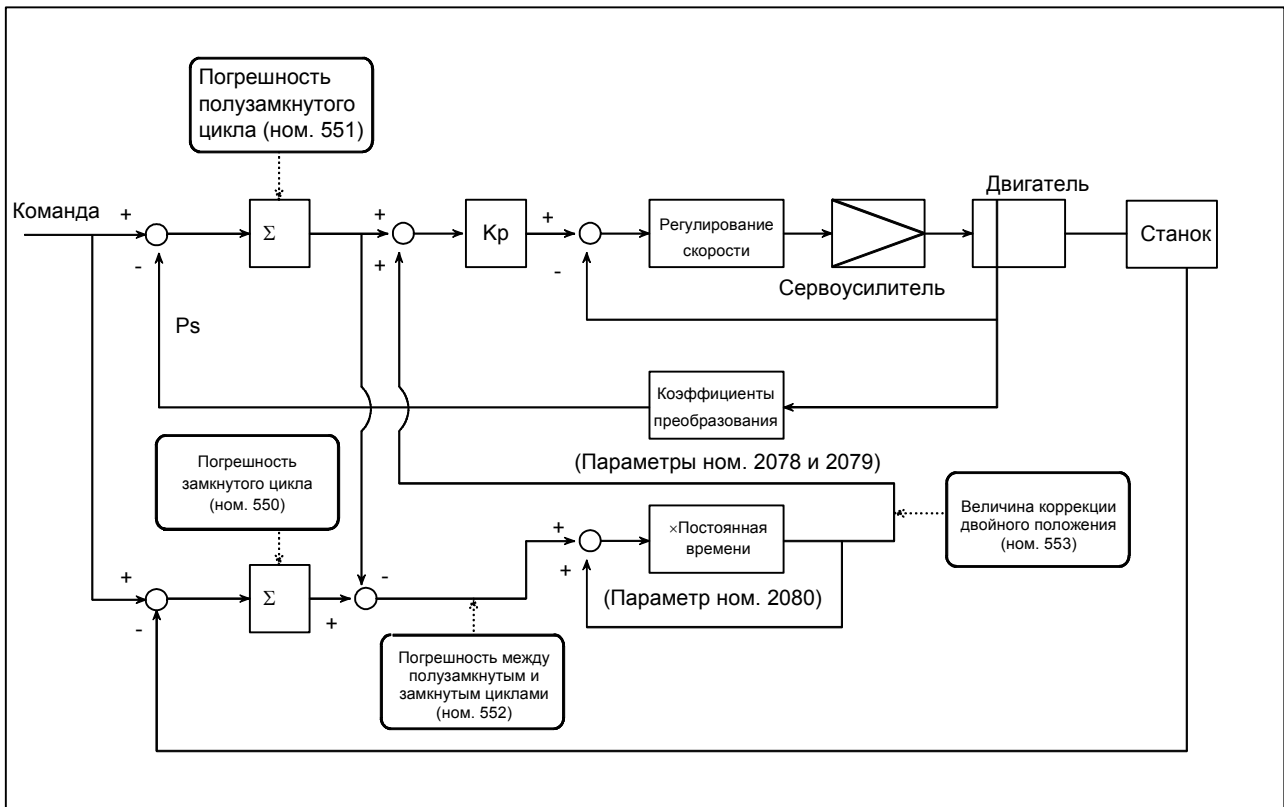 Погрешность
полузамкнутого
цикла (ном. 551)
Двигатель
Команда
+
-
Σ
+
+
Kp
+
-
Регулирование
скорости
Сервоусилитель
Станок
Ps
Коэффициенты
преобразования
(Параметры ном. 2078 и 2079)
Погрешность
замкнутого цикла
(ном. 550)
Величина коррекции
двойного положения
(ном. 553)
+
-
Σ
+
-
+
+
×Постоянная
времени
(Параметр ном. 2080)
Погрешность между
полузамкнутым и
замкнутым циклами
(ном. 552)